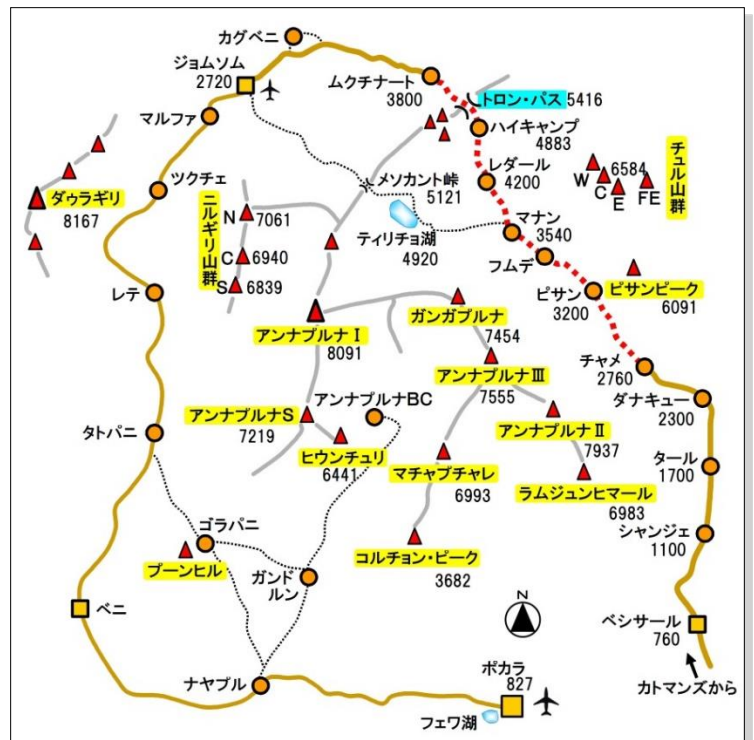 カグベニ
ジョムソム
2720
ムクチナート
3800
トロン・パス 5416
マルファ
ハイキャンプ
4883
チュル山群
レダール
4200
W
C
E
FE
6584
ツクチェ
メソカント峠
5121
ダゥラギリ
8167
ニルギリ山群
N
7061
ティリチョ湖
4920
マナン
3540
フムデ
C
6940
S
6839
ピサン
3200
ピサンピーク
6091
レテ
アンナプルナⅠ
8091
ガンガプルナ
7454
チャメ
2760
アンナプルナⅢ
7555
アンナプルナBC
ダナキュー
2300
アンナプルナS
7219
アンナプルナⅡ
7937
タトパニ
ヒウンチュリ
6441
マチャプチャレ
6993
タール
1700
ラムジュンヒマール
6983
シャンジェ
1100
ゴラパニ
プーンヒル
ガンド
ルン
コルチョン・ピーク
3682
N
ベニ
ベシサール
760
ナヤプル
ポカラ
827
カトマンズから
フェワ湖